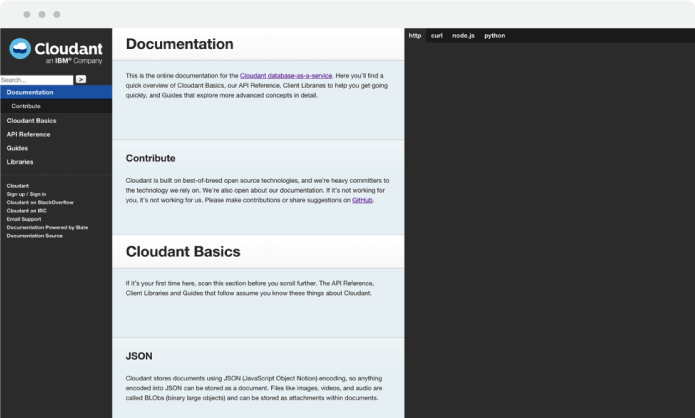 Cloudant
an IBM® Company
Search...
>
Documentation
Contribute
Cloudant Basics
API Reference
Guides
Libraries
Cloudant
Sign up / Sign in
Cloudant on StackOverflow
Cloudant on IRC
Email Support
Documentation Powered by Slate
Documentation Source
Documentation
This is the online documentation for the Cloudant database-as-a-service. Here you'll find a
quick overview of Cloudant Basics, our API Reference, Client Libraries to help you get going
quickly, and Guides that explore more advanced concepts in detail.
Contribute
Cloudant is built on best-of-breed open source technologies, and we're heavy committers to
the technology we rely on. We're also open about our documentation. If it's not working for
you, it's not working for us. Please make contributions or share suggestions on GitHub.
Cloudant Basics
If it's your first time here, scan this section before you scroll further. The API Reference,
Client Libraries and Guides that follow assume you know these things about Cloudant.
JSON
Cloudant stores documents using JSON (JavaScript Object Notion) encoding, so anything
encoded into JSON can be stored as a document. Files like images, videos, and audio are
called BLObs (binary large objects) and can be stored as attachments within documents.
http curl node.js python